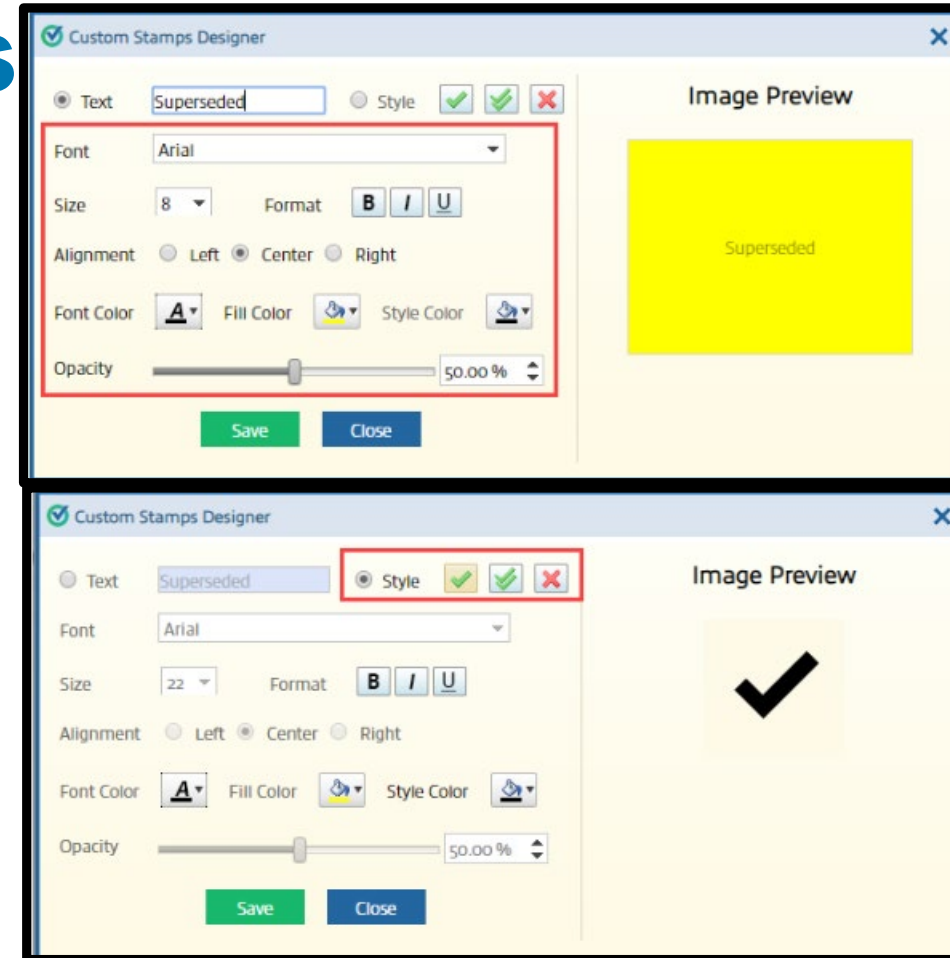 s
Custom Stamps Designer
Text Superseded Style
Font Arial
Size 8 Format B I U
Alignment Left Center Right
Font Color A Fill Color Style Color
Opacity 50.00 %
Save Close
Image Preview
Superseded
Custom Stamps Designer
Text Superseded Style
Font Arial
Size 22 Format B I U
Alignment Left Center Right
Font Color A Fill Color Style Color
Opacity 50.00 %
Save Close
Image Preview